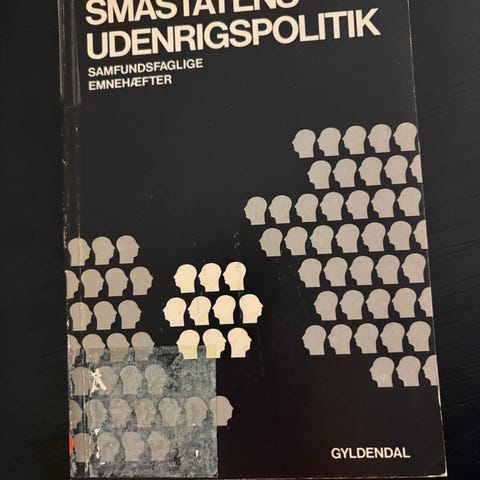 SMÅSTATENS
UDENRIGSPOLITIK
SAMFUNDSFAGLIGE
EMNEHÆFTER
GYLDENDAL